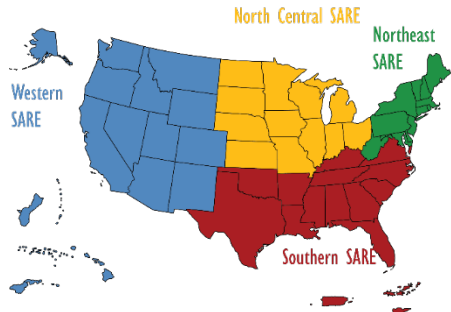 North Central SARE
Northeast
SARE
Western
SARE
Southern SARE